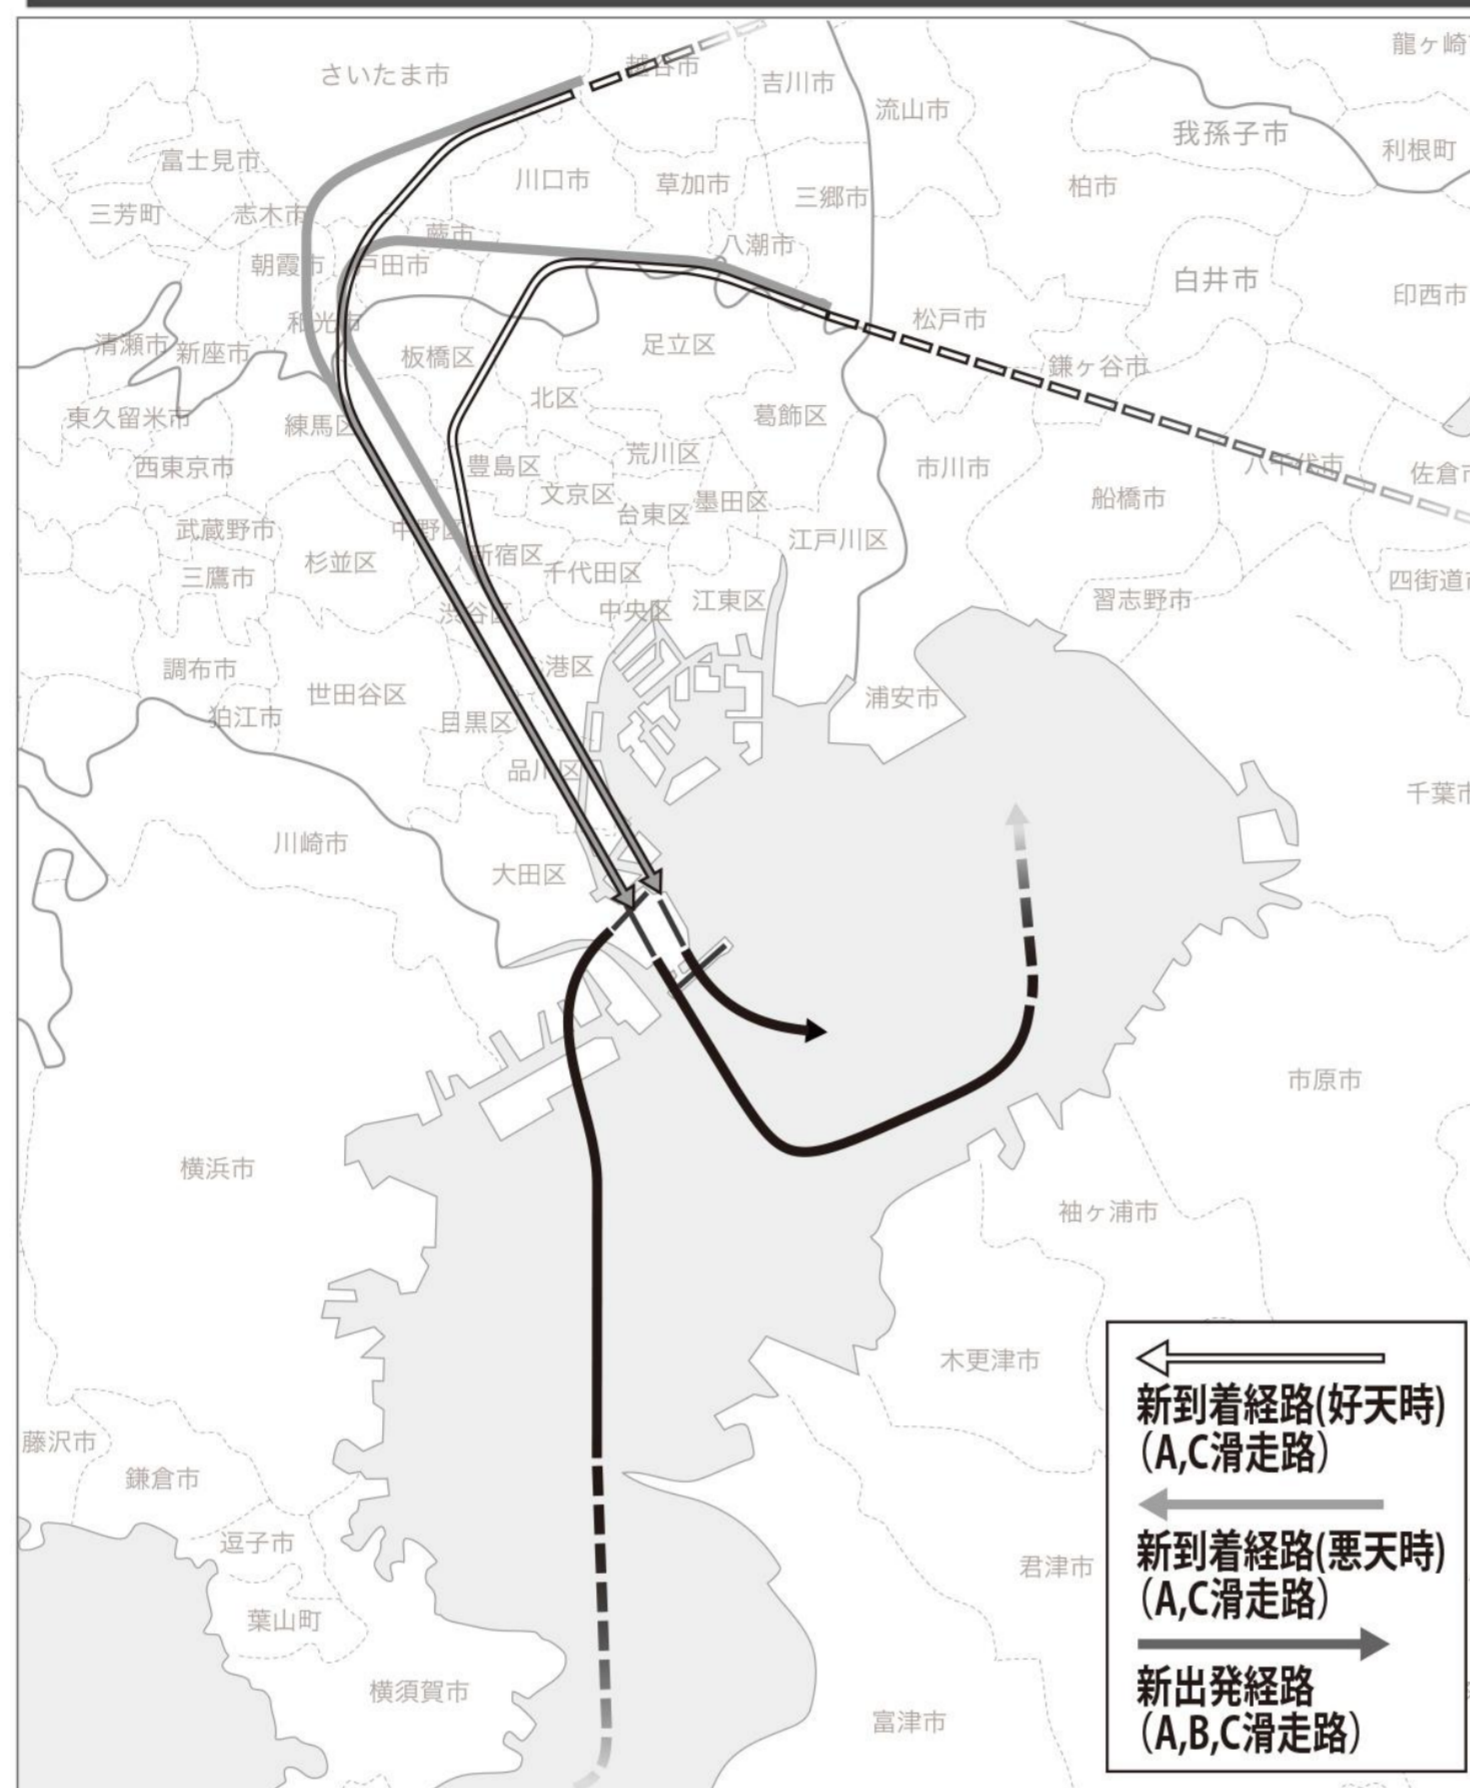 龍ヶ崎
さいたま市
越谷市
吉川市
流山市
我孫子市
利根町
富士見市
川口市
草加市
三郷市
柏市
三芳町
志木市
蕨市
八潮市
朝霞市
戸田市
白井市
印西市
和光市
松戸市
清瀬市
新座市
板橋区
足立区
鎌ヶ谷市
北区
東久留米市
練馬区
葛飾区
西東京市
豊島区
荒川区
市川市
八千代市
佐倉市
文京区
墨田区
船橋市
台東区
武蔵野市
中野区
江戸川区
杉並区
新宿区
三鷹市
千代田区
四街道市
渋谷区
中央区
江東区
習志野市
調布市
港区
世田谷区
浦安市
狛江市
目黒区
品川区
千葉市
川崎市
大田区
市原市
横浜市
袖ヶ浦市
木更津市
藤沢市
鎌倉市
逗子市
君津市
葉山町
横須賀市
富津市
新到着経路(好天時)
（A,C滑走路）
新到着経路(悪天時)
（A,C滑走路）
新出発経路
（A,B,C滑走路）